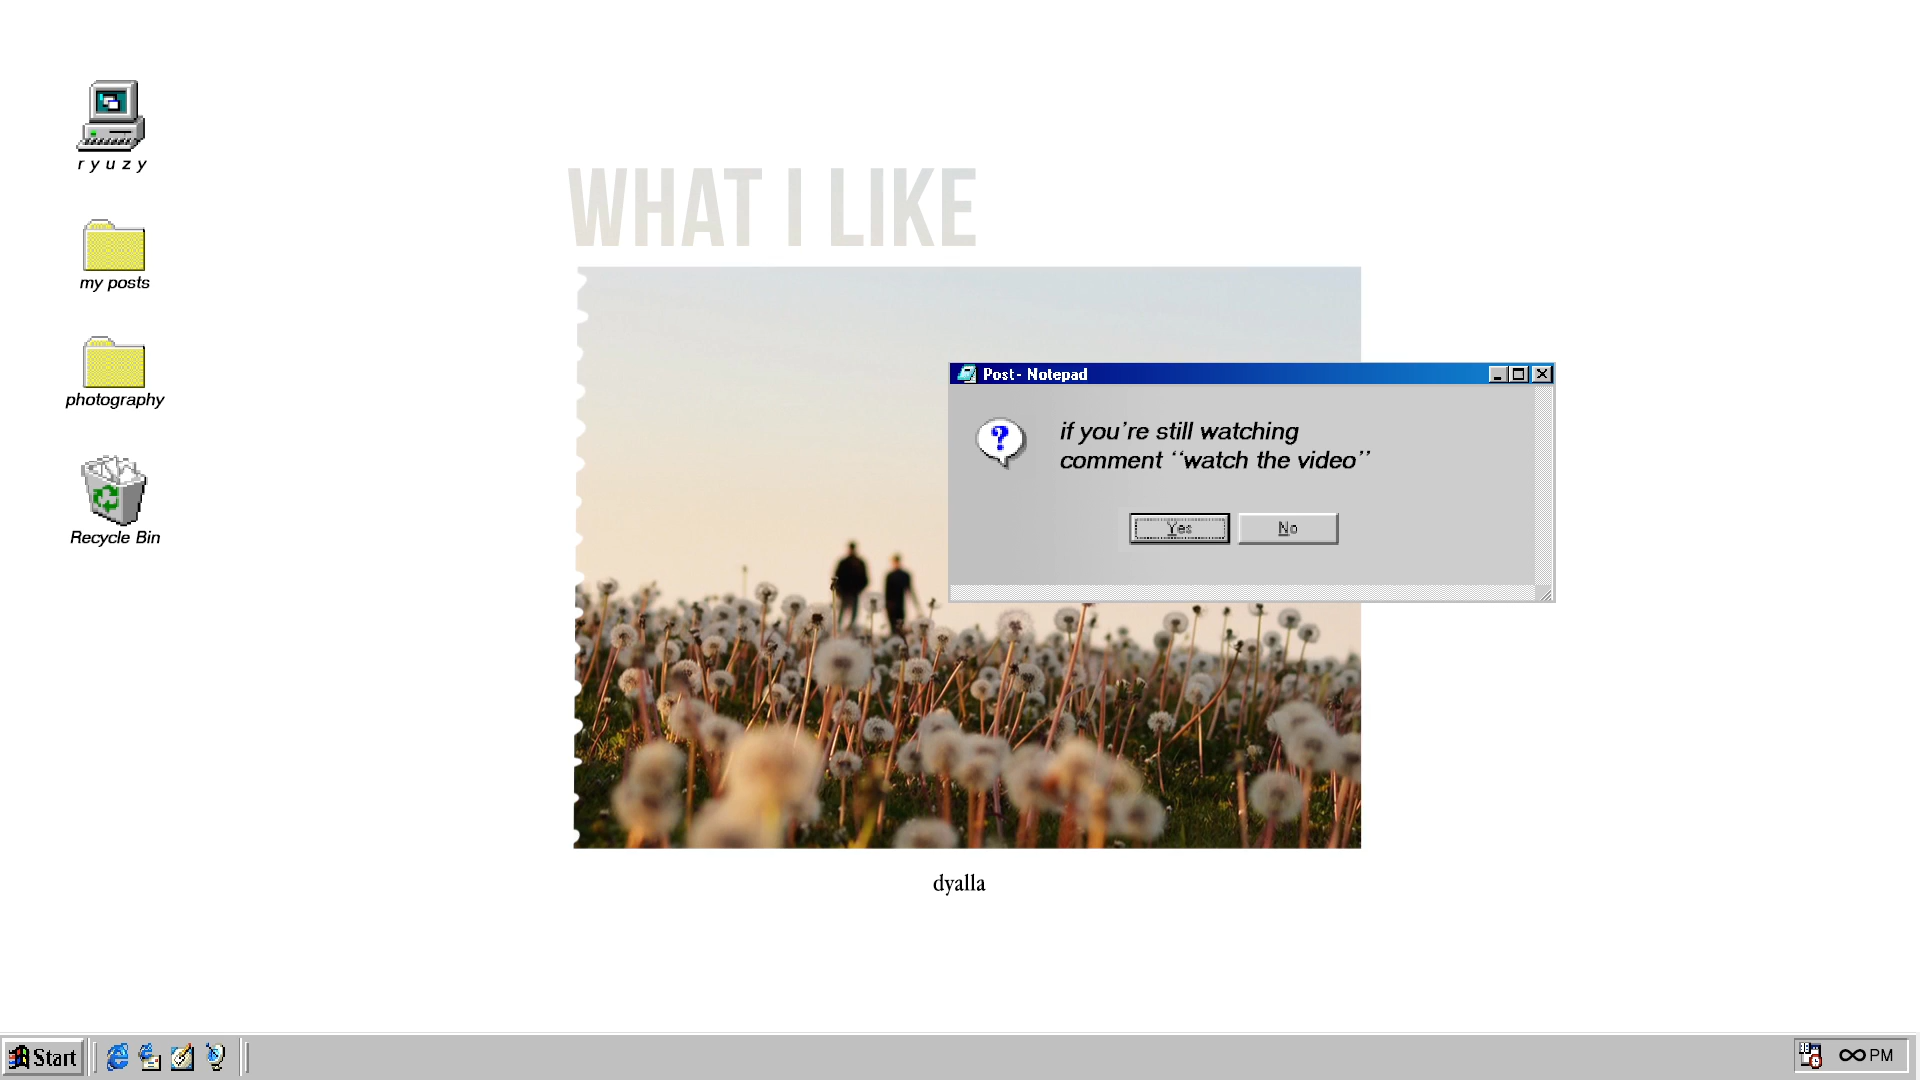 r y u z y
my posts
photography
Recycle Bin
WHAT I LIKE
Post - Notepad
if you're still watching
comment ‘‘watch the video’’
Yes
No
dyalla
Start
∞ PM